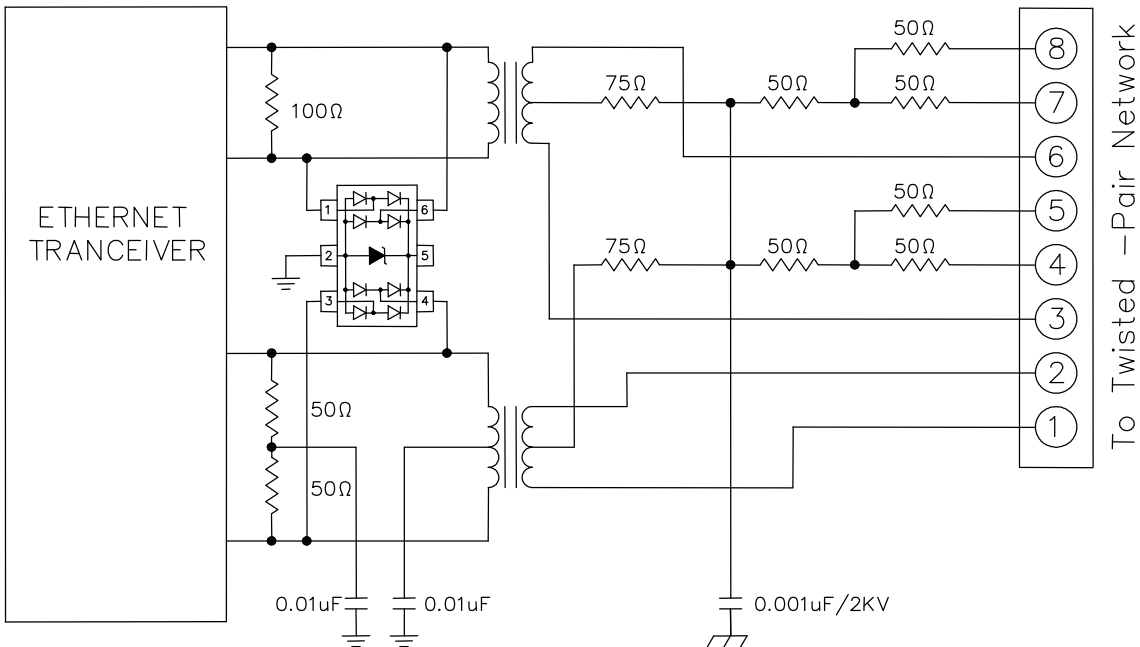 50Ω
8
75Ω
50Ω
50Ω
7
100Ω
6
1
6
50Ω
5
ETHERNET
TRANCEIVER
2
5
75Ω
50Ω
50Ω
4
3
4
3
2
50Ω
1
50Ω
0.01uF
0.01uF
0.001uF/2KV
To Twisted -Pair Network